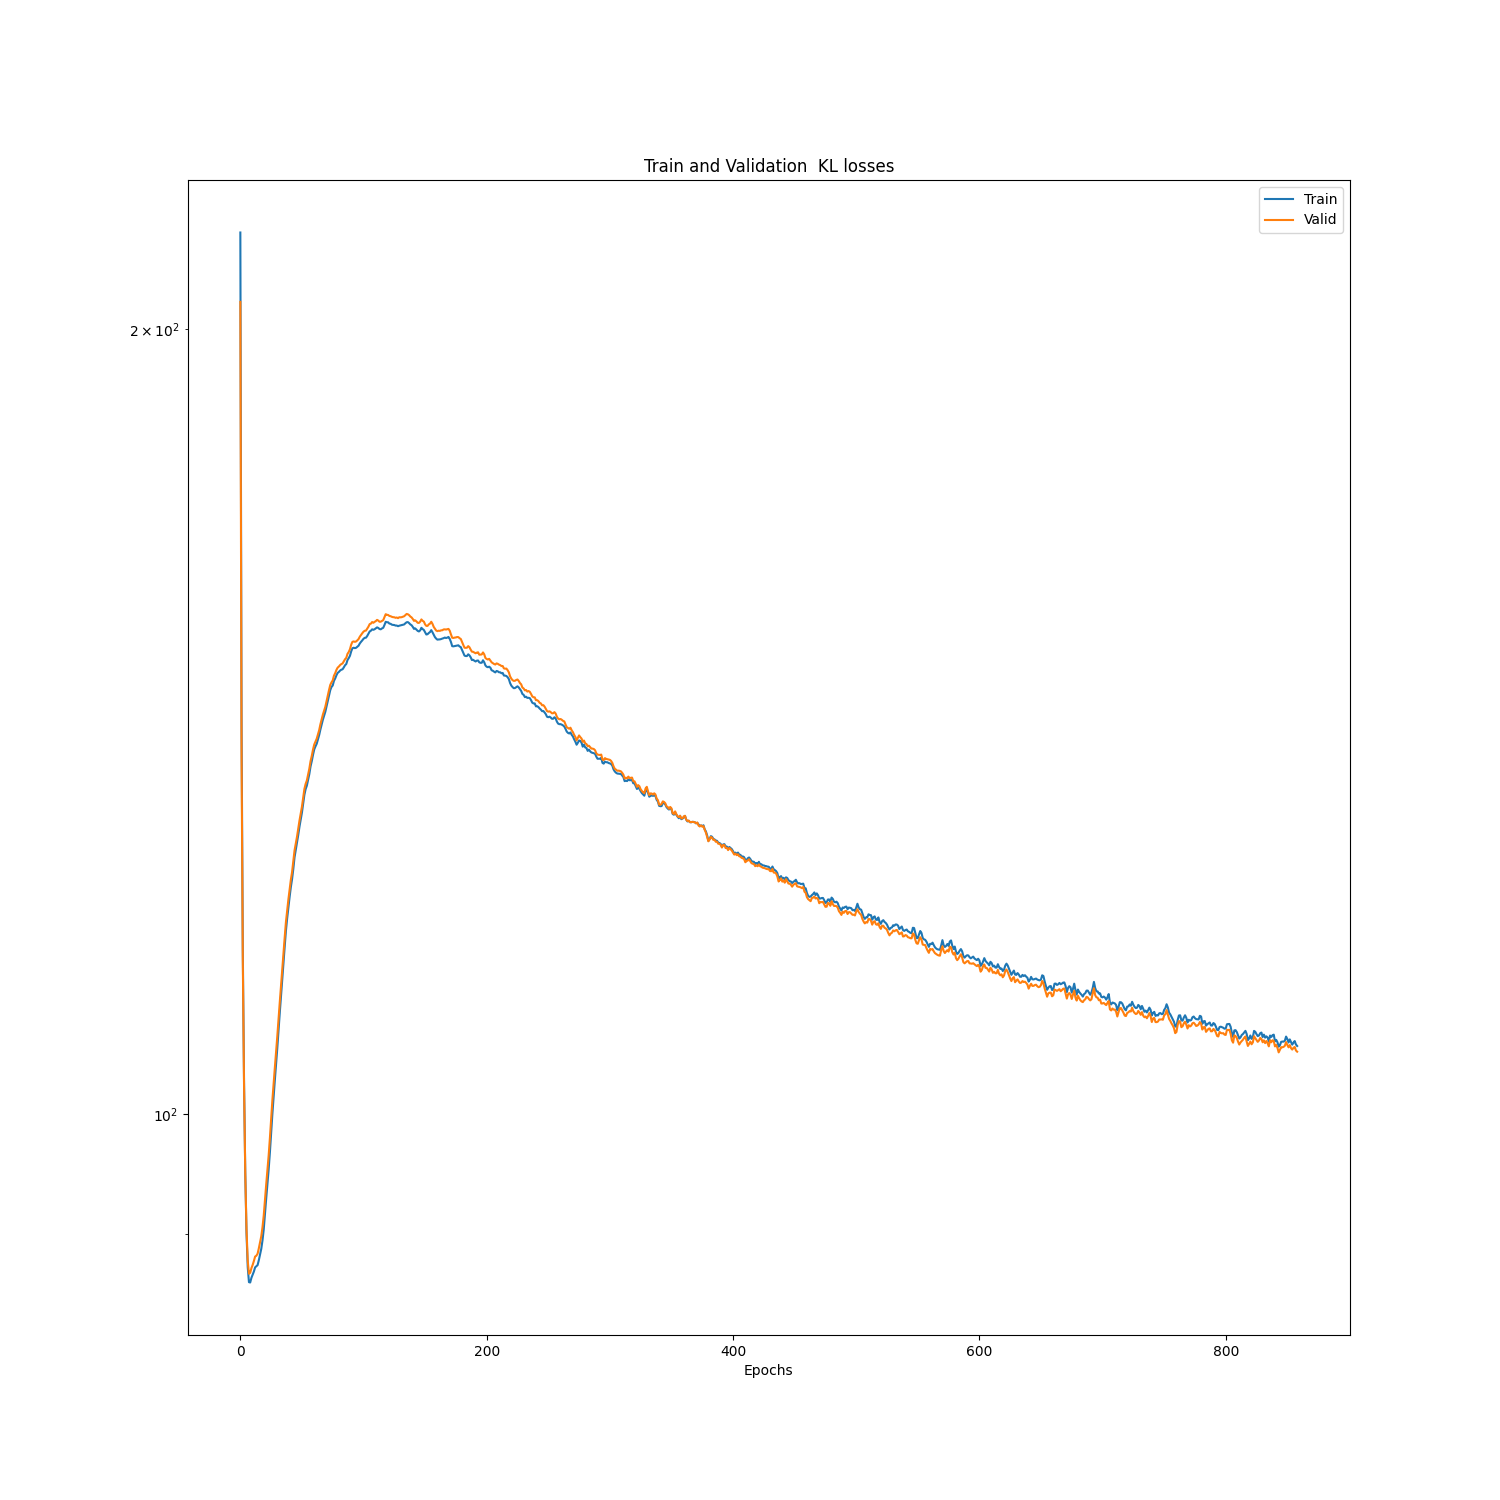 Train and Validation  KL losses
Train
Valid
2 × 10²
10²
0 200 400 600 800
Epochs